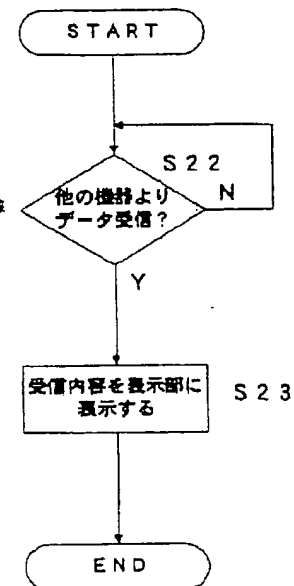 START
S22
他の機器より
データ受信?
N
Y
受信内容を表示部に
表示する
S23
END